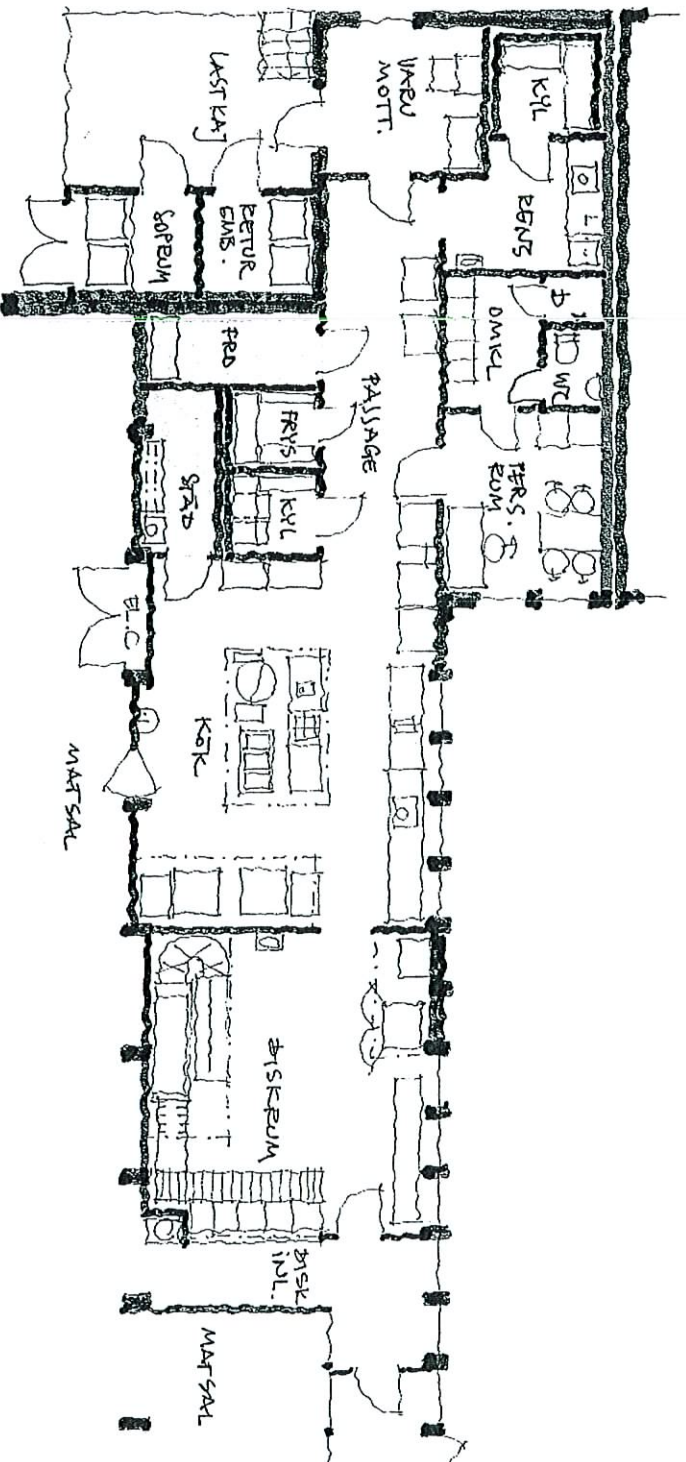 LASTKAJ
VARU
MOTT.
KYL
RENS
SOPRUM
RETUR
EMB.
FRD
PASSAGE
OMKL
D
WC
FRYS
KYL
STÄD
PERS.
RUM
EL.C
KÖK
MATSAL
DISKRUM
DISK
INL.
MATSAL